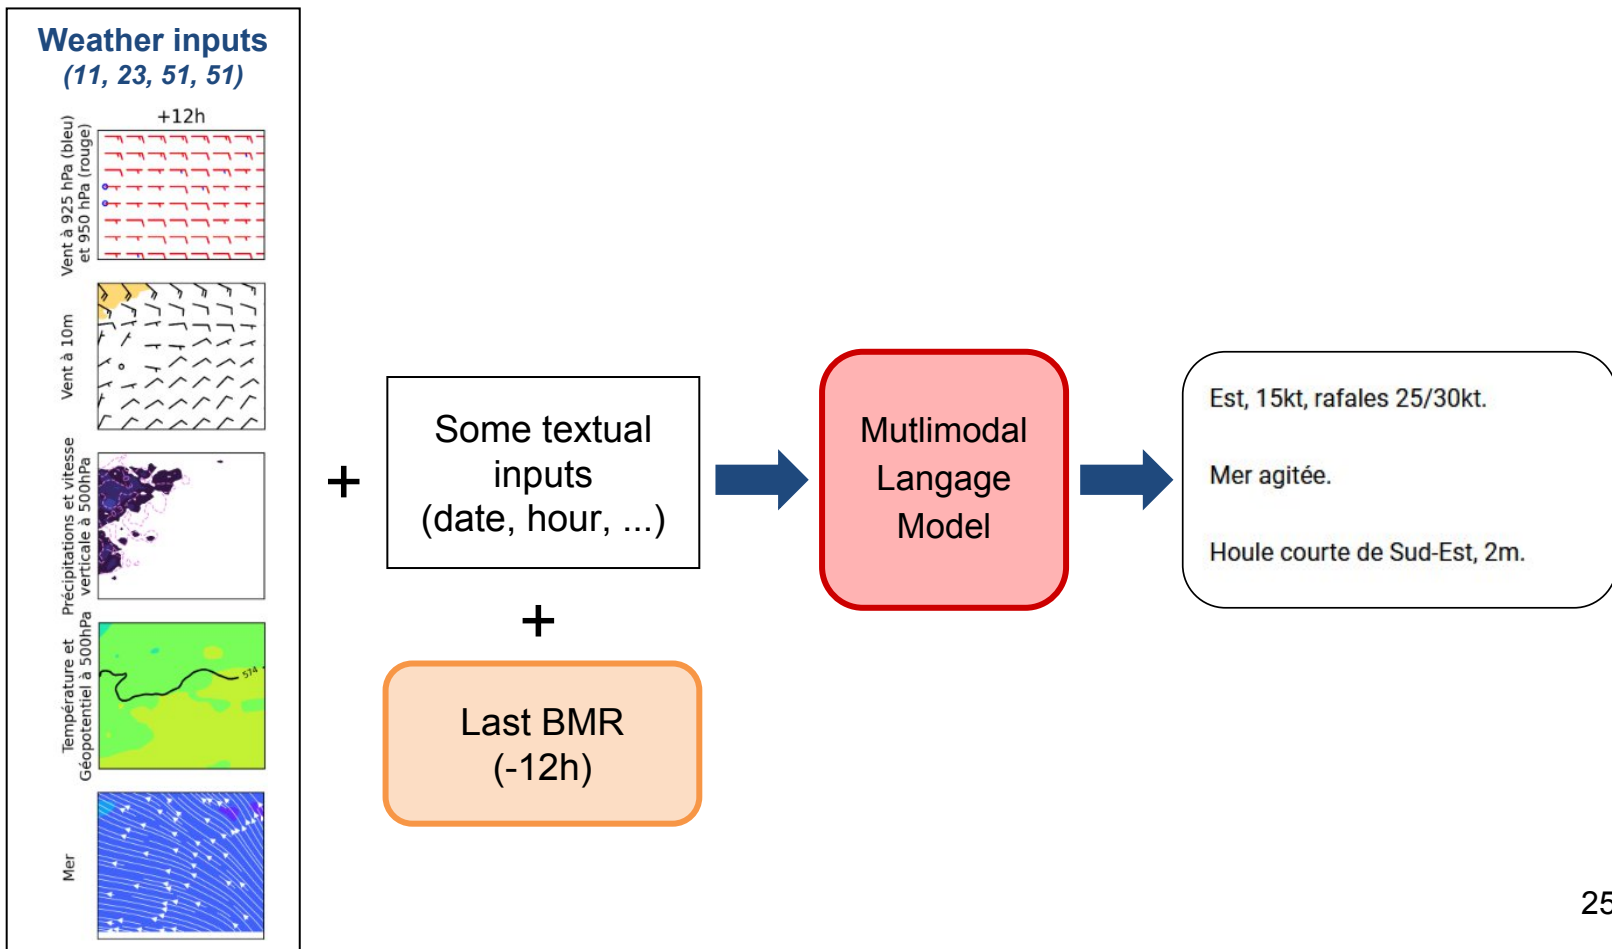 Weather inputs
(11, 23, 51, 51)
+12h
Vent à 925 hPa (bleu)
et 950 hPa (rouge)
Vent à 10m
Précipitations et vitesse
verticale à 500hPa
Température et
Géopotentiel à 500hPa
574
Mer
+
Some textual
inputs
(date, hour, ...)
+
Last BMR
(-12h)
Mutlimodal
Langage
Model
Est, 15kt, rafales 25/30kt.
Mer agitée.
Houle courte de Sud-Est, 2m.
25